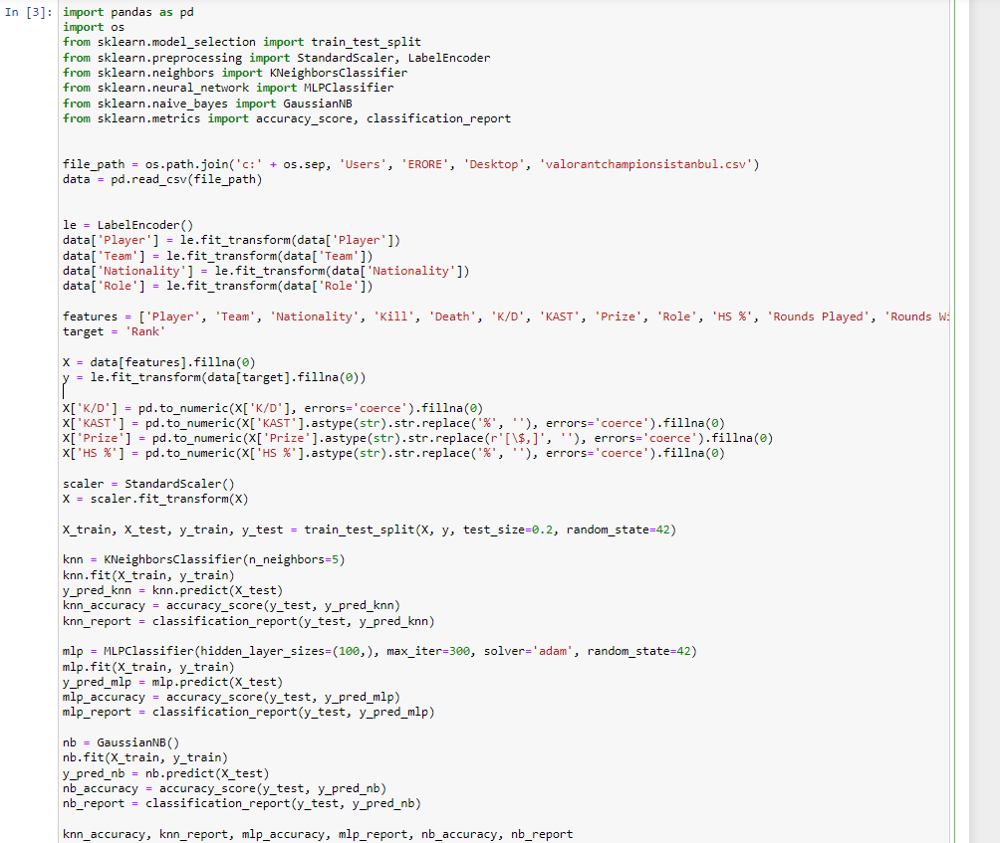 In [3]: import pandas as pd
import os
from sklearn.model_selection import train_test_split
from sklearn.preprocessing import StandardScaler, LabelEncoder
from sklearn.neighbors import KNeighborsClassifier
from sklearn.neural_network import MLPClassifier
from sklearn.naive_bayes import GaussianNB
from sklearn.metrics import accuracy_score, classification_report
file_path = os.path.join('c:' + os.sep, 'Users', 'ERORE', 'Desktop', 'valorantchampionsistanbul.csv')
data = pd.read_csv(file_path)
le = LabelEncoder()
data['Player'] = le.fit_transform(data['Player'])
data['Team'] = le.fit_transform(data['Team'])
data['Nationality'] = le.fit_transform(data['Nationality'])
data['Role'] = le.fit_transform(data['Role'])
features = ['Player', 'Team', 'Nationality', 'Kill', 'Death', 'K/D', 'KAST', 'Prize', 'Role', 'HS %', 'Rounds Played', 'Rounds
target = 'Rank'
X = data[features].fillna(0)
y = le.fit_transform(data[target].fillna(0))
X['K/D'] = pd.to_numeric(X['K/D'], errors='coerce').fillna(0)
X['KAST'] = pd.to_numeric(X['KAST'].astype(str).str.replace('%', ''), errors='coerce').fillna(0)
X['Prize'] = pd.to_numeric(X['Prize'].astype(str).str.replace(r'[\$,]', ''), errors='coerce').fillna(0)
X['HS %'] = pd.to_numeric(X['HS %'].astype(str).str.replace('%', ''), errors='coerce').fillna(0)
scaler = StandardScaler()
X = scaler.fit_transform(X)
X_train, X_test, y_train, y_test = train_test_split(X, y, test_size=0.2, random_state=42)
knn = KNeighborsClassifier(n_neighbors=5)
knn.fit(X_train, y_train)
y_pred_knn = knn.predict(X_test)
knn_accuracy = accuracy_score(y_test, y_pred_knn)
knn_report = classification_report(y_test, y_pred_knn)
mlp = MLPClassifier(hidden_layer_sizes=(100,), max_iter=300, solver='adam', random_state=42)
mlp.fit(X_train, y_train)
y_pred_mlp = mlp.predict(X_test)
mlp_accuracy = accuracy_score(y_test, y_pred_mlp)
mlp_report = classification_report(y_test, y_pred_mlp)
nb = GaussianNB()
nb.fit(X_train, y_train)
y_pred_nb = nb.predict(X_test)
nb_accuracy = accuracy_score(y_test, y_pred_nb)
nb_report = classification_report(y_test, y_pred_nb)
knn_accuracy, knn_report, mlp_accuracy, mlp_report, nb_accuracy, nb_report